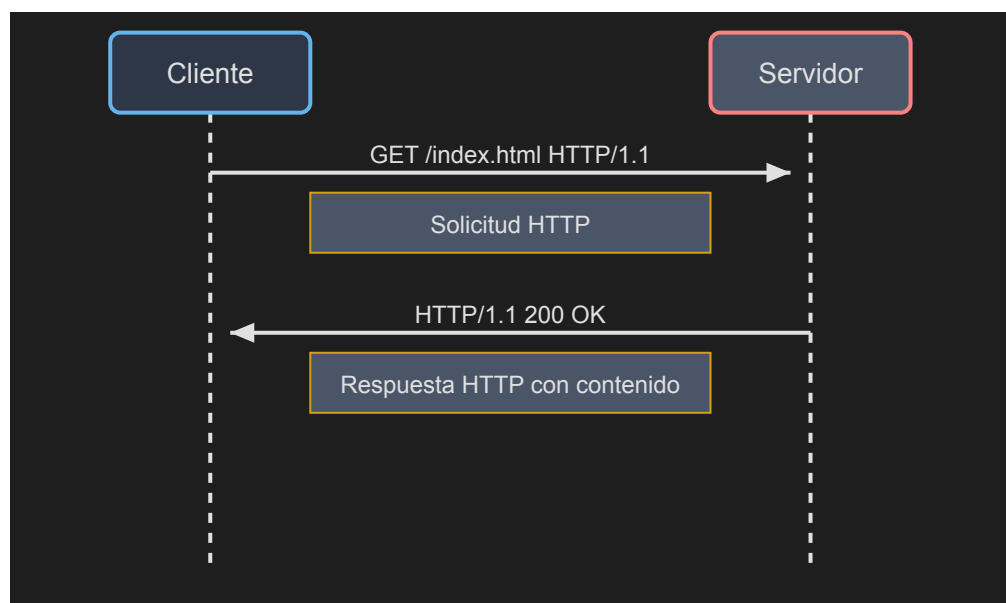 Cliente
Servidor
GET /index.html HTTP/1.1
Solicitud HTTP
HTTP/1.1 200 OK
Respuesta HTTP con contenido